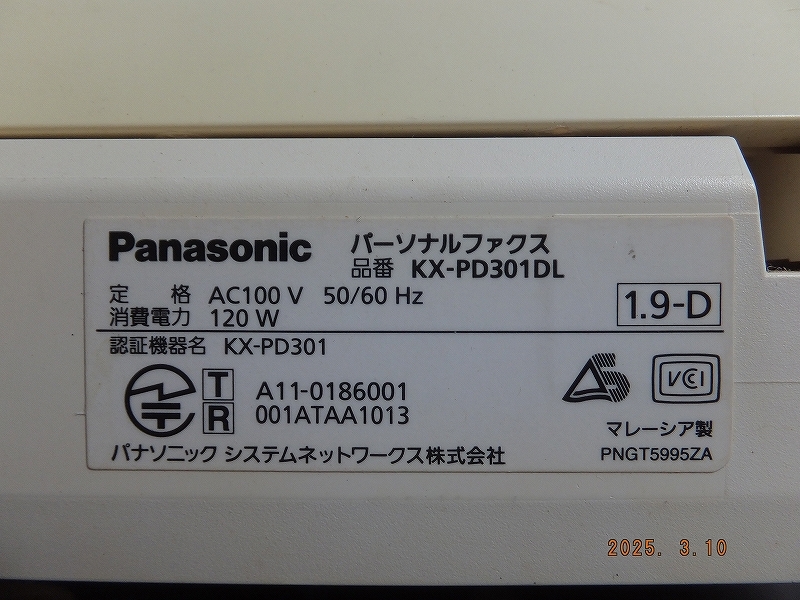 Panasonic パーソナルファクス
品番 KX-PD301DL
定 格 AC100 V 50/60 Hz
消費電力 120 W
1.9-D
認証機器名 KX-PD301
T A11-0186001
R 001ATAA1013
VCI
パナソニック システムネットワークス株式会社
マレーシア製
PNGT5995ZA
2025. 3.10